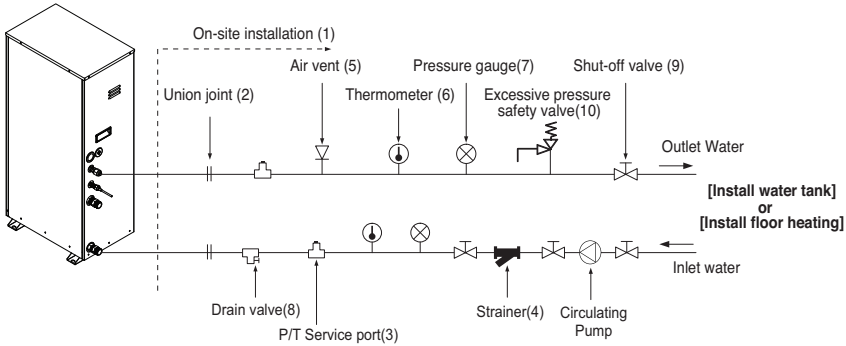 On-site installation (1)
Air vent (5)
Pressure gauge(7)
Shut-off valve (9)
Union joint (2)
Thermometer (6)
Excessive pressure
safety valve(10)
Outlet Water
[Install water tank]
or
[Install floor heating]
Inlet water
Drain valve(8)
Strainer(4)
Circulating
Pump
P/T Service port(3)